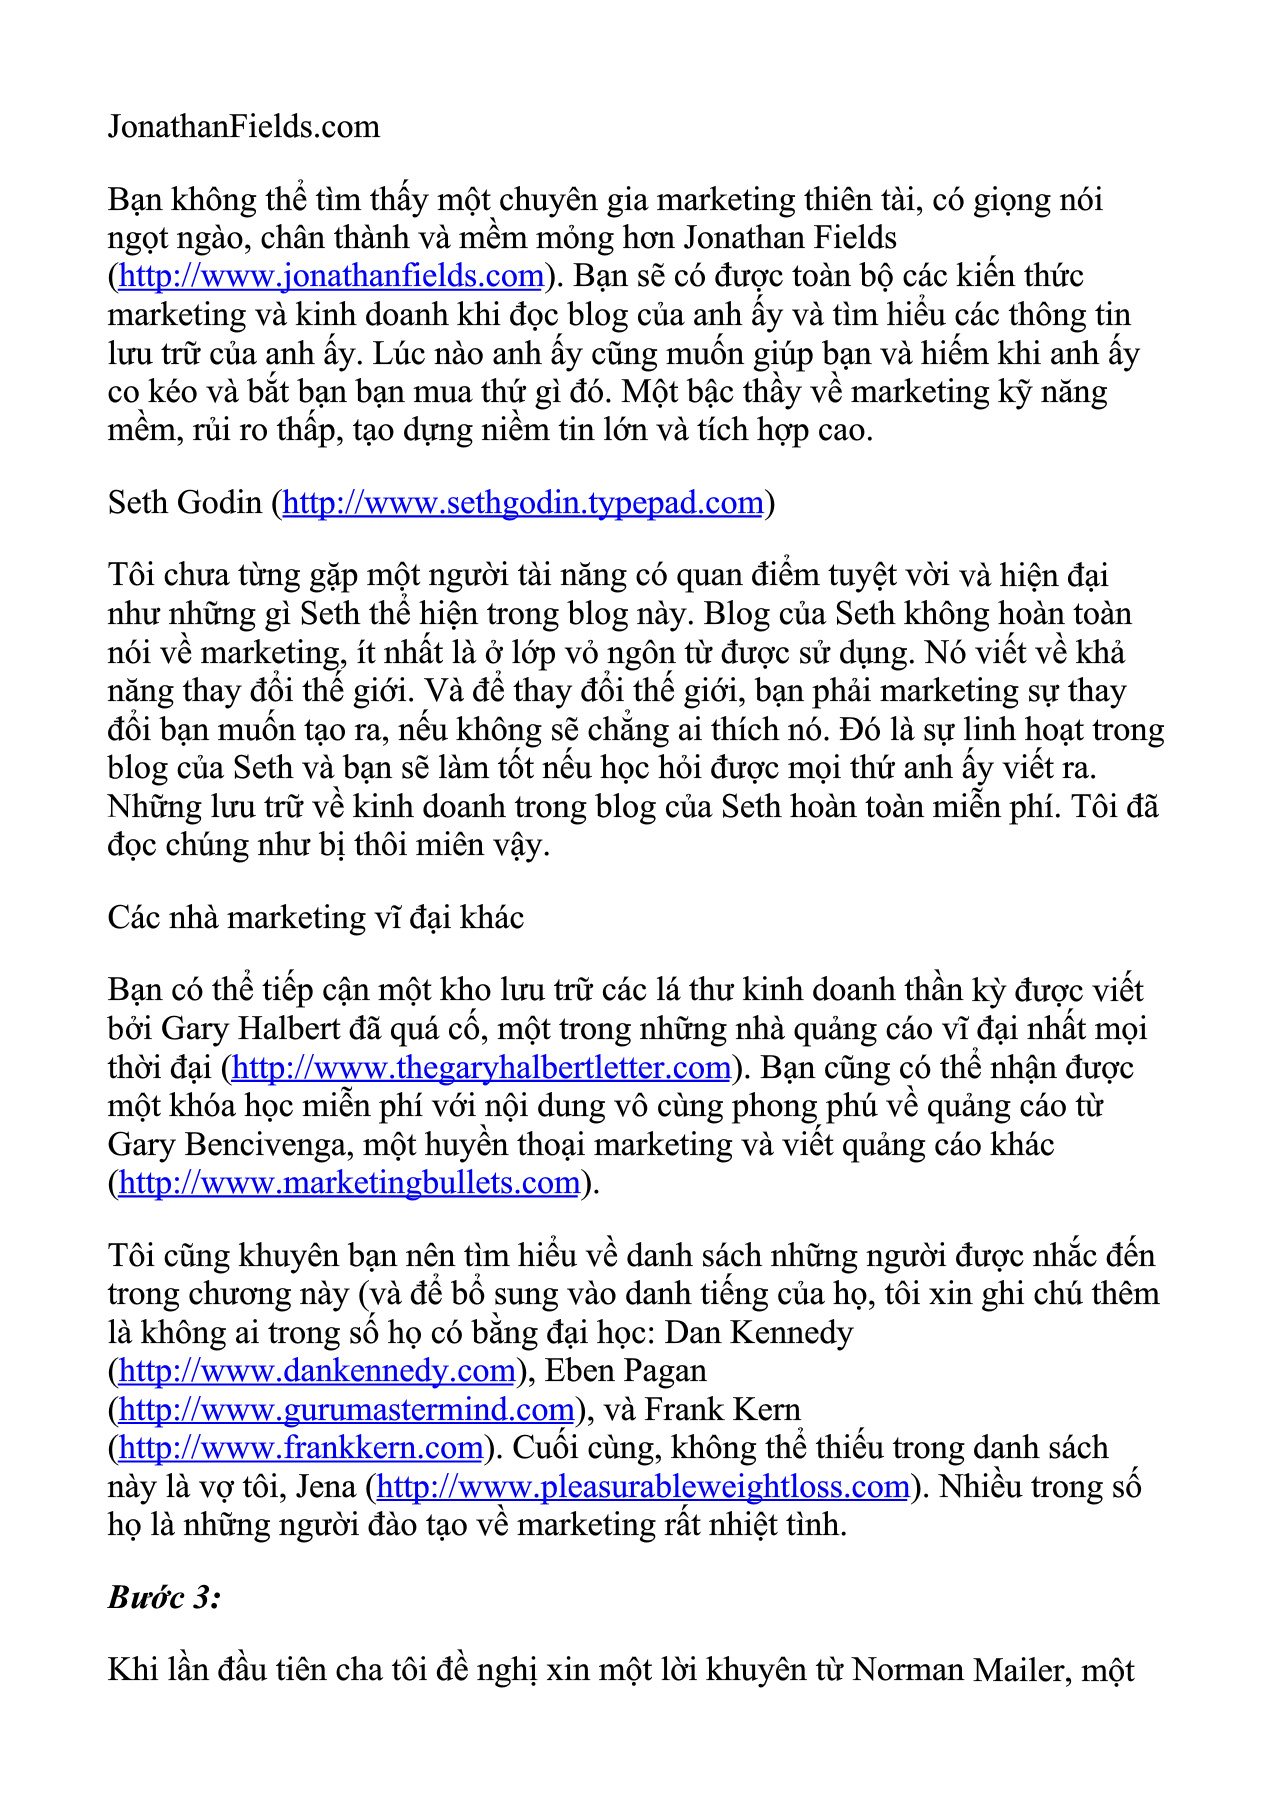 JonathanFields.com
Bạn không thể tìm thấy một chuyên gia marketing thiên tài, có giọng nói
ngọt ngào, chân thành và mềm mỏng hơn Jonathan Fields
(http://www.jonathanfields.com). Bạn sẽ có được toàn bộ các kiến thức
marketing và kinh doanh khi đọc blog của anh ấy và tìm hiểu các thông tin
lưu trữ của anh ấy. Lúc nào anh ấy cũng muốn giúp bạn và hiếm khi anh ấy
co kéo và bắt bạn bạn mua thứ gì đó. Một bậc thầy về marketing kỹ năng
mềm, rủi ro thấp, tạo dựng niềm tin lớn và tích hợp cao.
Seth Godin (http://www.sethgodin.typepad.com)
Tôi chưa từng gặp một người tài năng có quan điểm tuyệt vời và hiện đại
như những gì Seth thể hiện trong blog này. Blog của Seth không hoàn toàn
nói về marketing, ít nhất là ở lớp vỏ ngôn từ được sử dụng. Nó viết về khả
năng thay đổi thế giới. Và để thay đổi thế giới, bạn phải marketing sự thay
đổi bạn muốn tạo ra, nếu không sẽ chẳng ai thích nó. Đó là sự linh hoạt trong
blog của Seth và bạn sẽ làm tốt nếu học hỏi được mọi thứ anh ấy viết ra.
Những lưu trữ về kinh doanh trong blog của Seth hoàn toàn miễn phí. Tôi đã
đọc chúng như bị thôi miên vậy.
Các nhà marketing vĩ đại khác
Bạn có thể tiếp cận một kho lưu trữ các lá thư kinh doanh thần kỳ được viết
bởi Gary Halbert đã quá cố, một trong những nhà quảng cáo vĩ đại nhất mọi
thời đại (http://www.thegaryhalbertletter.com). Bạn cũng có thể nhận được
một khóa học miễn phí với nội dung vô cùng phong phú về quảng cáo từ
Gary Bencivenga, một huyền thoại marketing và viết quảng cáo khác
(http://www.marketingbullets.com).
Tôi cũng khuyên bạn nên tìm hiểu về danh sách những người được nhắc đến
trong chương này (và để bổ sung vào danh tiếng của họ, tôi xin ghi chú thêm
là không ai trong số họ có bằng đại học: Dan Kennedy
(http://www.dankennedy.com), Eben Pagan
(http://www.gurumastermind.com), và Frank Kern
(http://www.frankkern.com). Cuối cùng, không thể thiếu trong danh sách
này là vợ tôi, Jena (http://www.pleasurableweightloss.com). Nhiều trong số
họ là những người đào tạo về marketing rất nhiệt tình.
Bước 3:
Khi lần đầu tiên cha tôi đề nghị xin một lời khuyên từ Norman Mailer, một